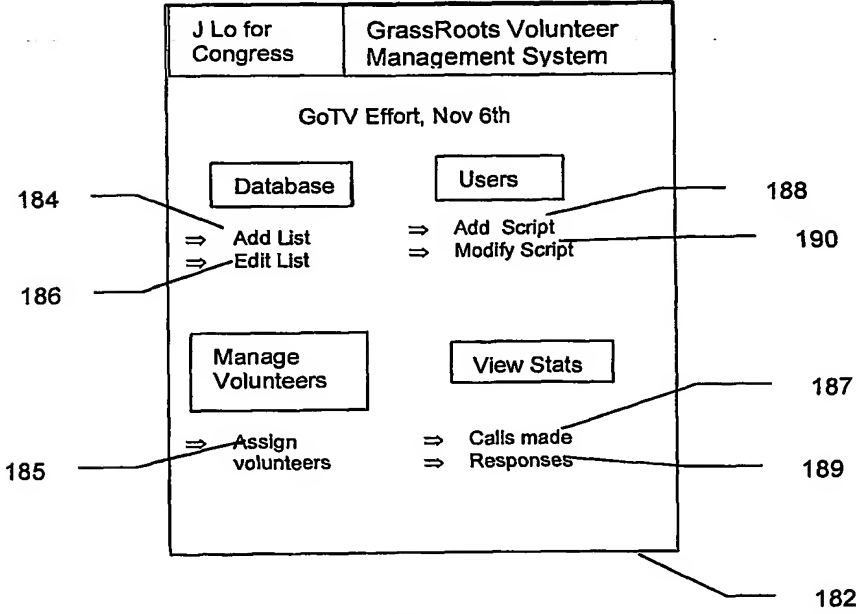 J Lo for
Congress
GrassRoots Volunteer
Management System
GoTV Effort, Nov 6th
Database
Users
184
188
⇒ Add List
⇒ Edit List
⇒ Add Script
⇒ Modify Script
190
186
Manage
Volunteers
View Stats
187
⇒ Assign
volunteers
⇒ Calls made
⇒ Responses
185
189
182